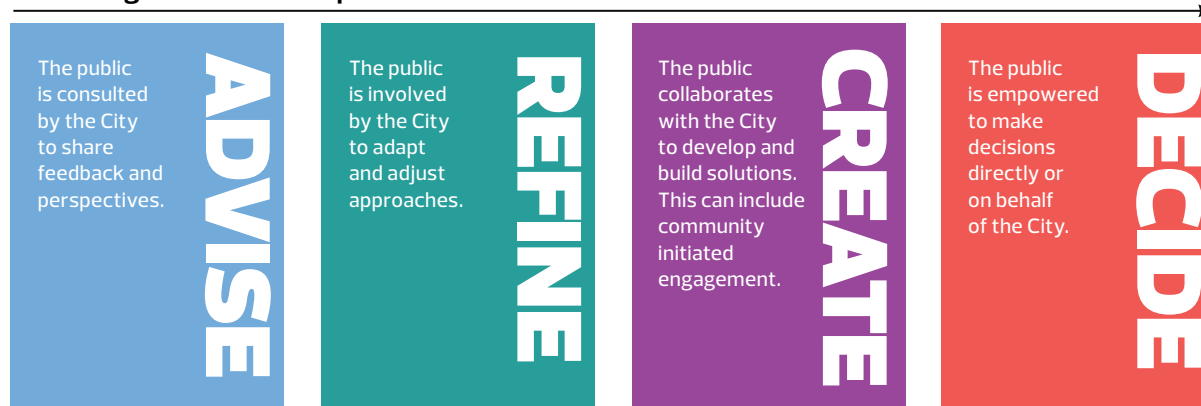 The public
is consulted
by the City
to share
feedback and
perspectives.
ADVISE
The public
is involved
by the City
to adapt
and adjust
approaches.
REFINE
The public
collaborates
with the City
to develop and
build solutions.
This can include
community
initiated
engagement.
CREATE
The public
is empowered
to make
decisions
directly or
on behalf
of the City.
DECIDE